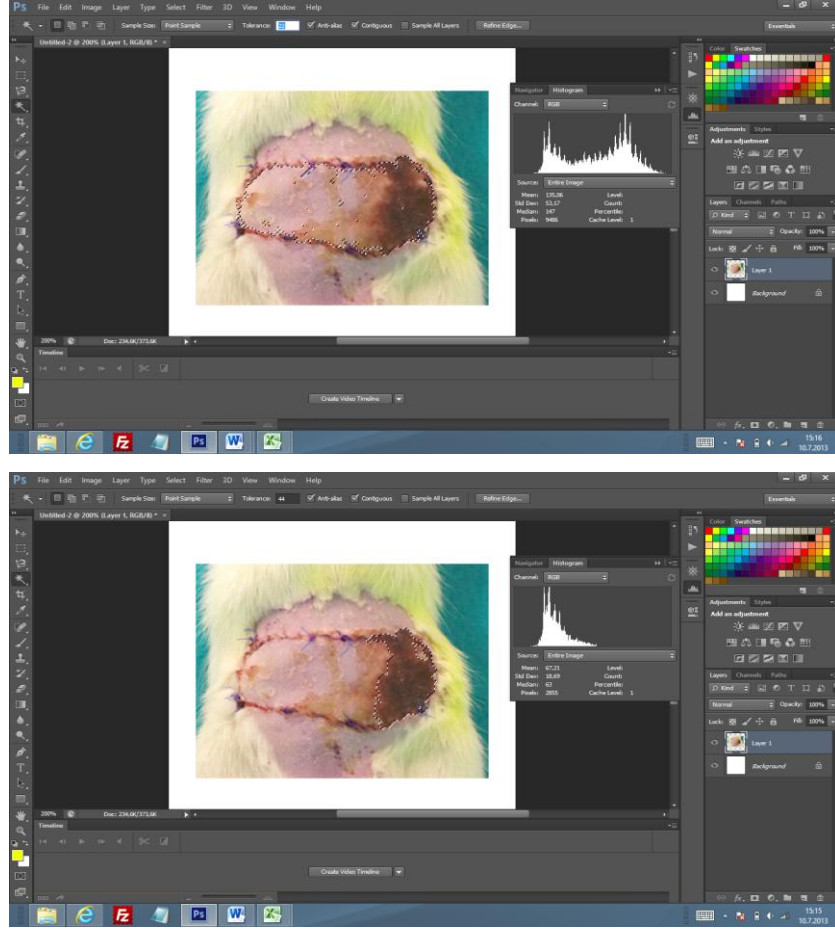 Ps File Edit Image Layer Type Select Filter 3D View Window Help
Sample Size: Point Sample Tolerance: 22 Anti-alias Contiguous Sample All Layers Refine Edge... Essentials
Untitled-2 @ 200% (Layer 1, RGB/8) * ×
Color Swatches
Navigator Histogram
Channel: RGB
Source: Entire Image
Mean: 135,06 Level:
Std Dev: 53,17 Count:
Median: 147 Percentile:
Pixels: 9486 Cache Level: 1
Adjustments Styles
Add an adjustment
Layers Channels Paths
Kind
Normal Opacity: 100%
Lock: Fill: 100%
Layer 1
Background
200% Doc: 234,6K/373,6K
Timeline
Create Video Timeline
15:16
10.7.2013
Ps File Edit Image Layer Type Select Filter 3D View Window Help
Sample Size: Point Sample Tolerance: 44 Anti-alias Contiguous Sample All Layers Refine Edge... Essentials
Untitled-2 @ 200% (Layer 1, RGB/8) * ×
Color Swatches
Navigator Histogram
Channel: RGB
Source: Entire Image
Mean: 67,21 Level:
Std Dev: 18,69 Count:
Median: 63 Percentile:
Pixels: 2855 Cache Level: 1
Adjustments Styles
Add an adjustment
Layers Channels Paths
Kind
Normal Opacity: 100%
Lock: Fill: 100%
Layer 1
Background
200% Doc: 234,6K/373,6K
Timeline
Create Video Timeline
15:15
10.7.2013